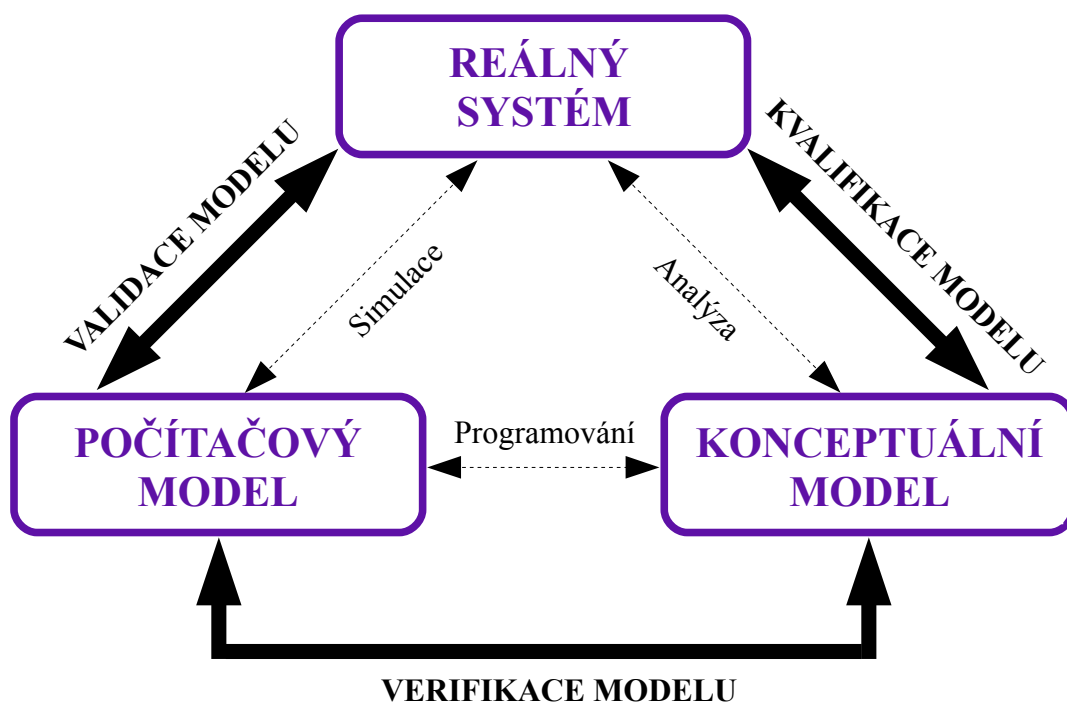 REÁLNÝ
SYSTÉM
VALIDACE MODELU
KVALIFIKACE MODELU
Simulace
Analýza
POČÍTAČOVÝ
MODEL
Programování
KONCEPTUÁLNÍ
MODEL
VERIFIKACE MODELU